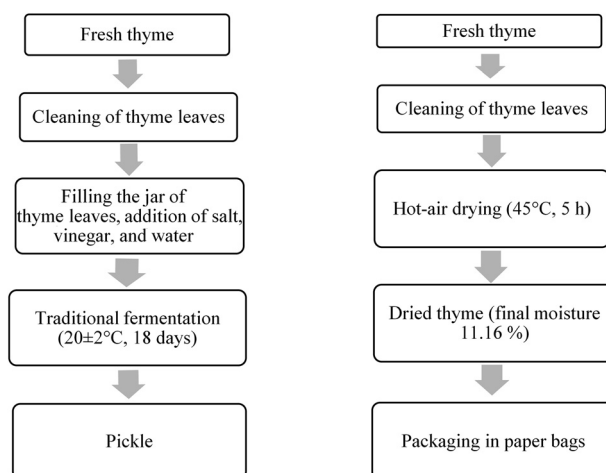 Fresh thyme
Cleaning of thyme leaves
Filling the jar of
thyme leaves, addition of salt,
vinegar, and water
Traditional fermentation
(20±2°C, 18 days)
Pickle
Fresh thyme
Cleaning of thyme leaves
Hot-air drying (45°C, 5 h)
Dried thyme (final moisture
11.16 %)
Packaging in paper bags